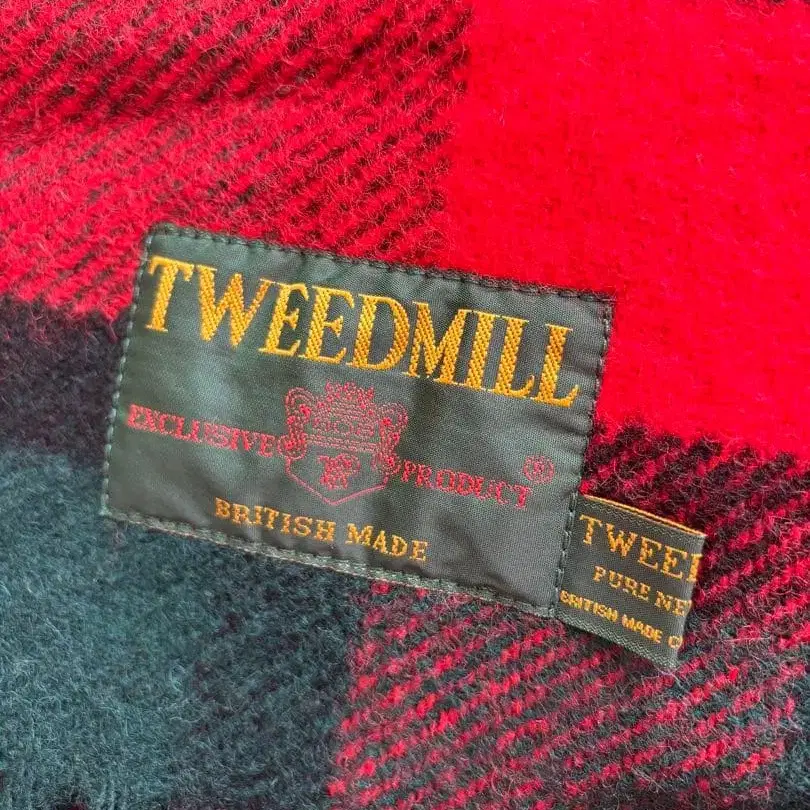 TWEEDMILL
EXCLUSIVE PRODUCT ®
BRITISH MADE
TWEE
PURE NE
BRITISH MADE